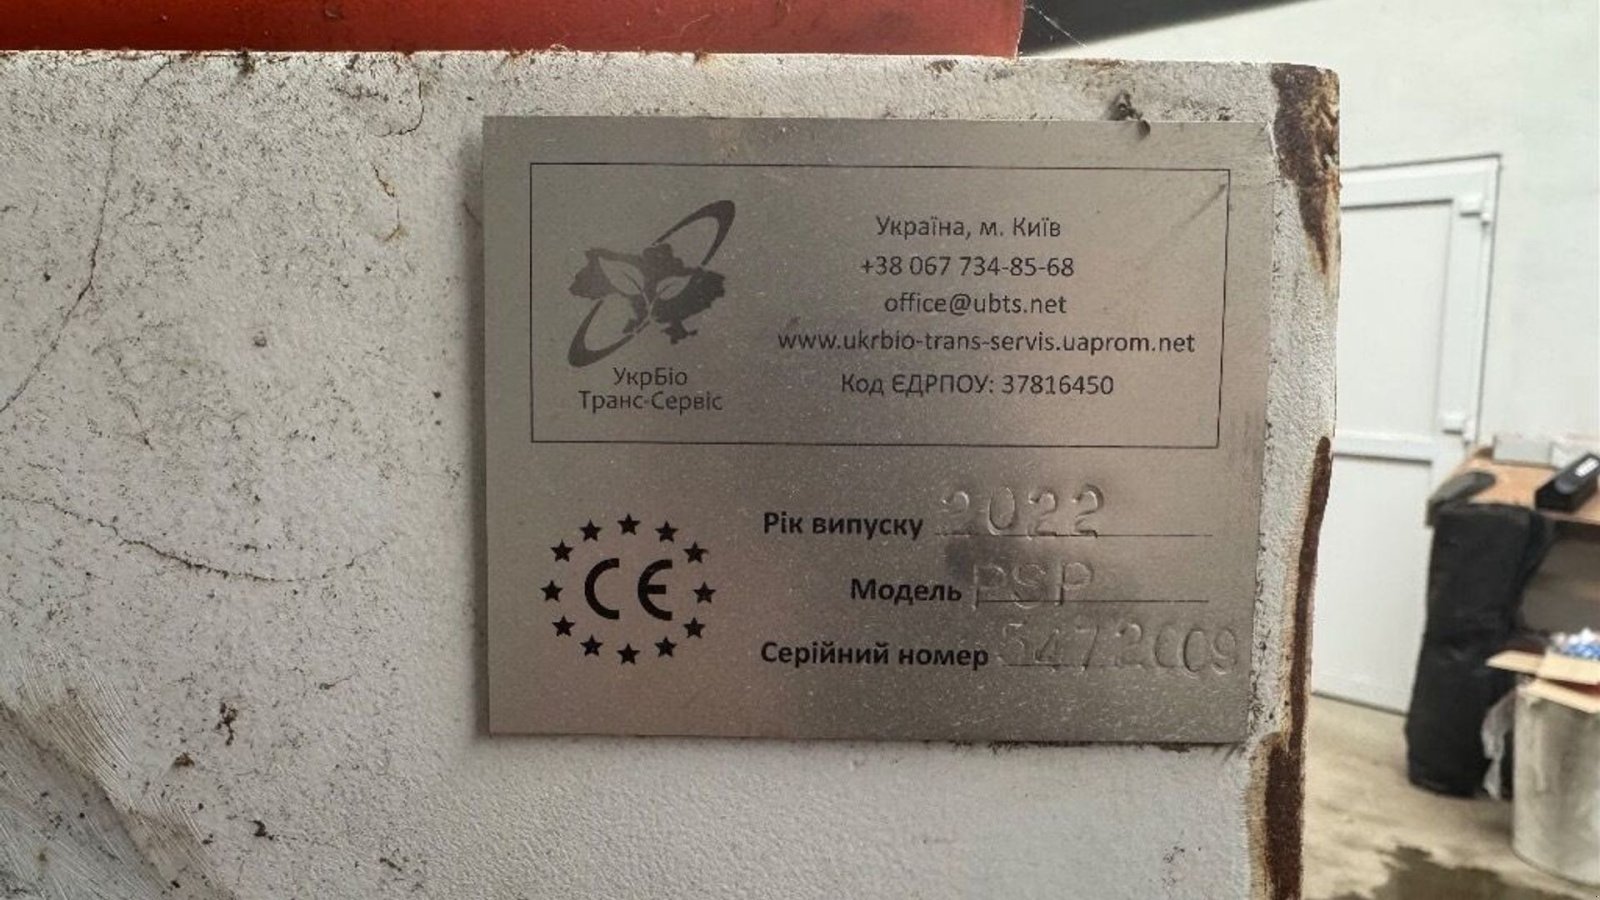 Україна, м. Київ
+38 067 734-85-68
office@ubts.net
www.ukrbio-trans-servis.uaprom.net
Код ЄДРПОУ: 37816450
УкрБіо
Транс-Сервіс
CE
Рік випуску 2022
Модель PSP
Серійний номер 5472009